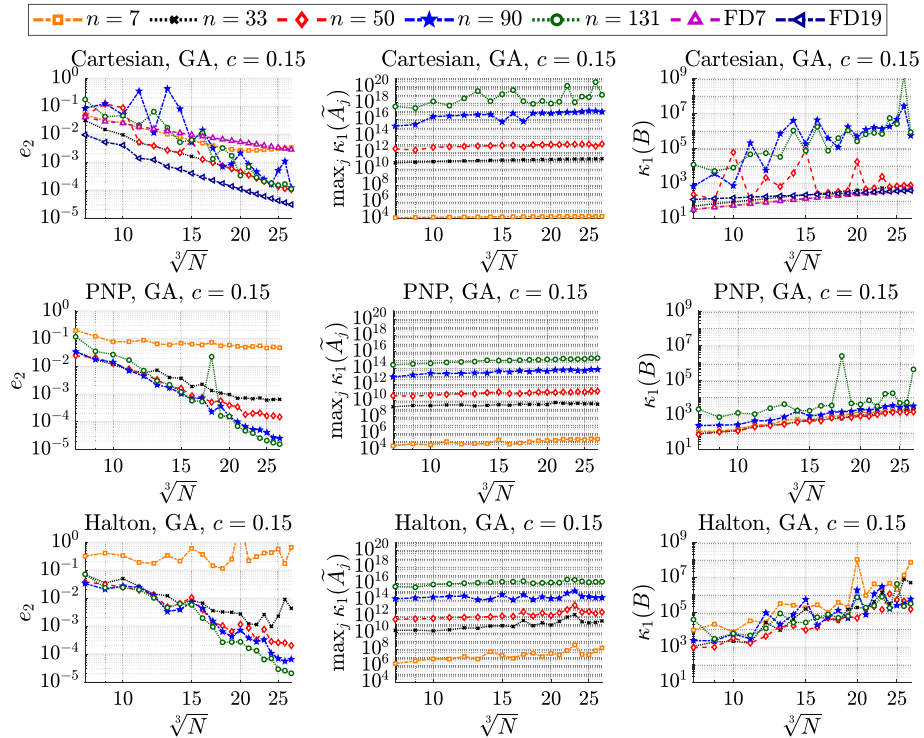 n = 7 n = 33 n = 50 n = 90 n = 131 FD7 FD19
Cartesian, GA, c = 0.15
10^0
10^{-1}
10^{-2}
10^{-3}
10^{-4}
10^{-5}
e_2
10 15 20 25
∛N
Cartesian, GA, c = 0.15
10^{20}
10^{18}
10^{16}
10^{14}
10^{12}
10^{10}
10^8
10^6
10^4
max_j κ_1(Ã_j)
10 15 20 25
∛N
Cartesian, GA, c = 0.15
10^9
10^7
10^5
10^3
10^1
κ_1(B)
10 15 20 25
∛N
PNP, GA, c = 0.15
10^0
10^{-1}
10^{-2}
10^{-3}
10^{-4}
10^{-5}
e_2
10 15 20 25
∛N
PNP, GA, c = 0.15
10^{20}
10^{18}
10^{16}
10^{14}
10^{12}
10^{10}
10^8
10^6
10^4
max_j κ_1(Ã_j)
10 15 20 25
∛N
PNP, GA, c = 0.15
10^9
10^7
10^5
10^3
10^1
κ_1(B)
10 15 20 25
∛N
Halton, GA, c = 0.15
10^0
10^{-1}
10^{-2}
10^{-3}
10^{-4}
10^{-5}
e_2
10 15 20 25
∛N
Halton, GA, c = 0.15
10^{20}
10^{18}
10^{16}
10^{14}
10^{12}
10^{10}
10^8
10^6
10^4
max_j κ_1(Ã_j)
10 15 20 25
∛N
Halton, GA, c = 0.15
10^9
10^7
10^5
10^3
10^1
κ_1(B)
10 15 20 25
∛N